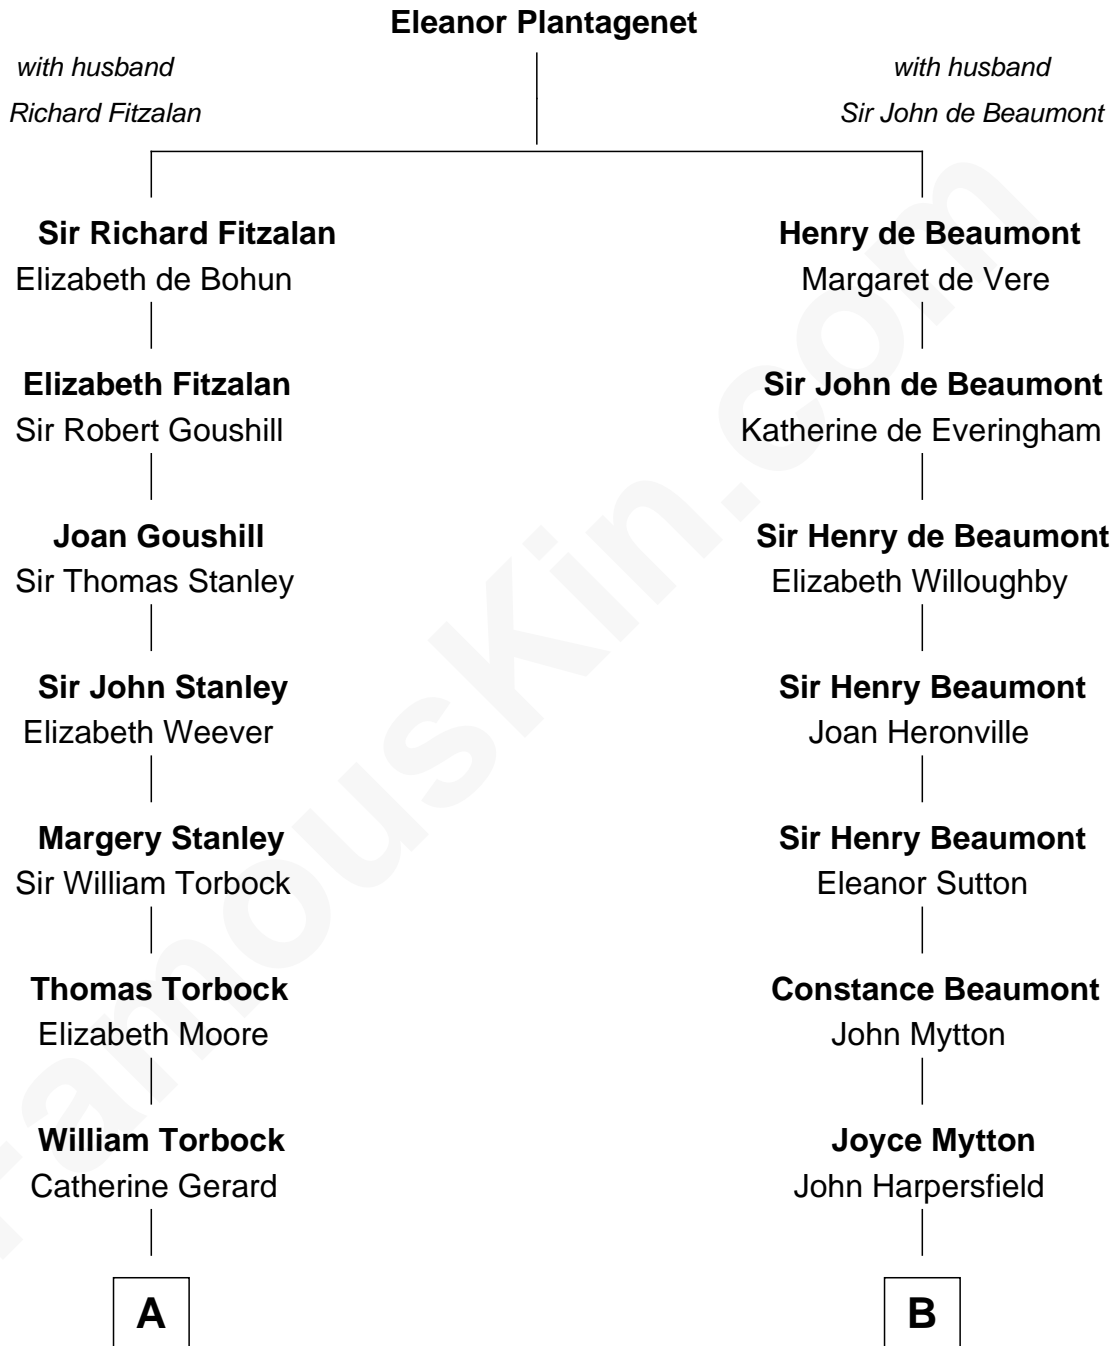 Eleanor Plantagenet
with husband
Richard Fitzalan
with husband
Sir John de Beaumont
Sir Richard Fitzalan
Elizabeth de Bohun
Henry de Beaumont
Margaret de Vere
Elizabeth Fitzalan
Sir Robert Goushill
Sir John de Beaumont
Katherine de Everingham
Joan Goushill
Sir Thomas Stanley
Sir Henry de Beaumont
Elizabeth Willoughby
Sir John Stanley
Elizabeth Weever
Sir Henry Beaumont
Joan Heronville
Margery Stanley
Sir William Torbock
Sir Henry Beaumont
Eleanor Sutton
Thomas Torbock
Elizabeth Moore
Constance Beaumont
John Mytton
William Torbock
Catherine Gerard
Joyce Mytton
John Harpersfield
A
B
FamousKin.com